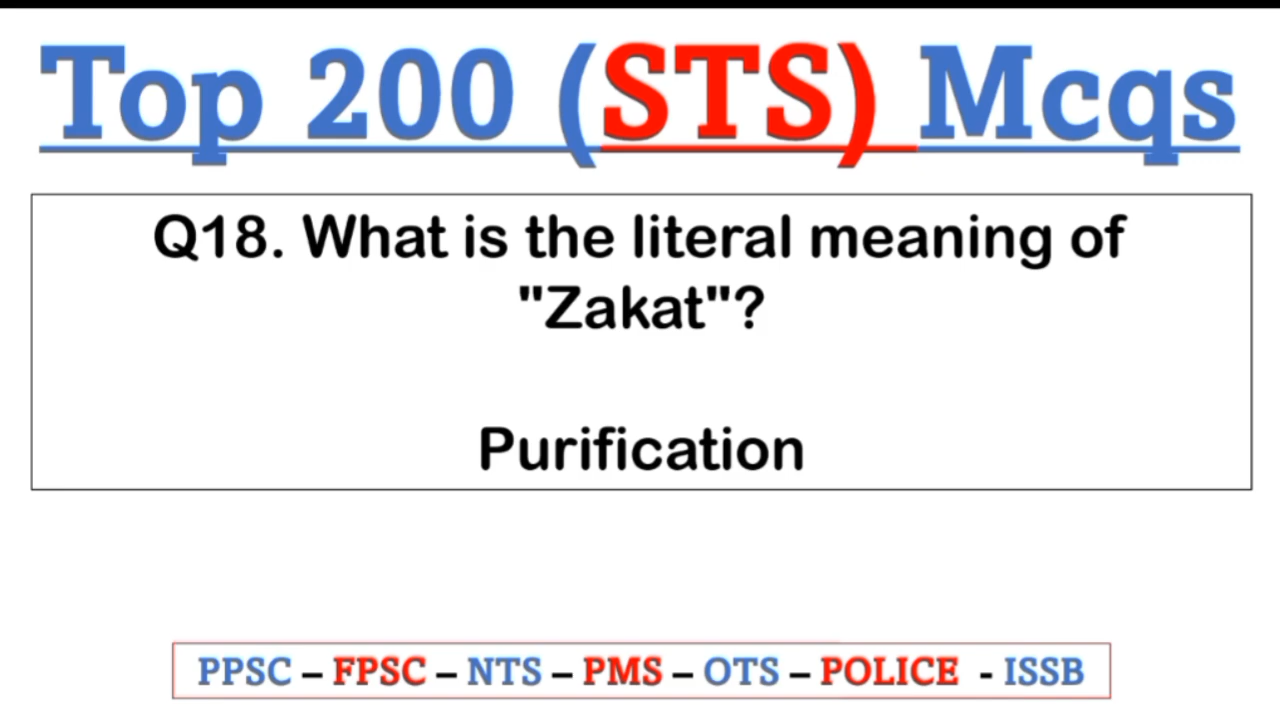 Top 200 (STS) Mcqs
Q18. What is the literal meaning of
"Zakat"?
Purification
PPSC – FPSC – NTS – PMS – OTS – POLICE - ISSB